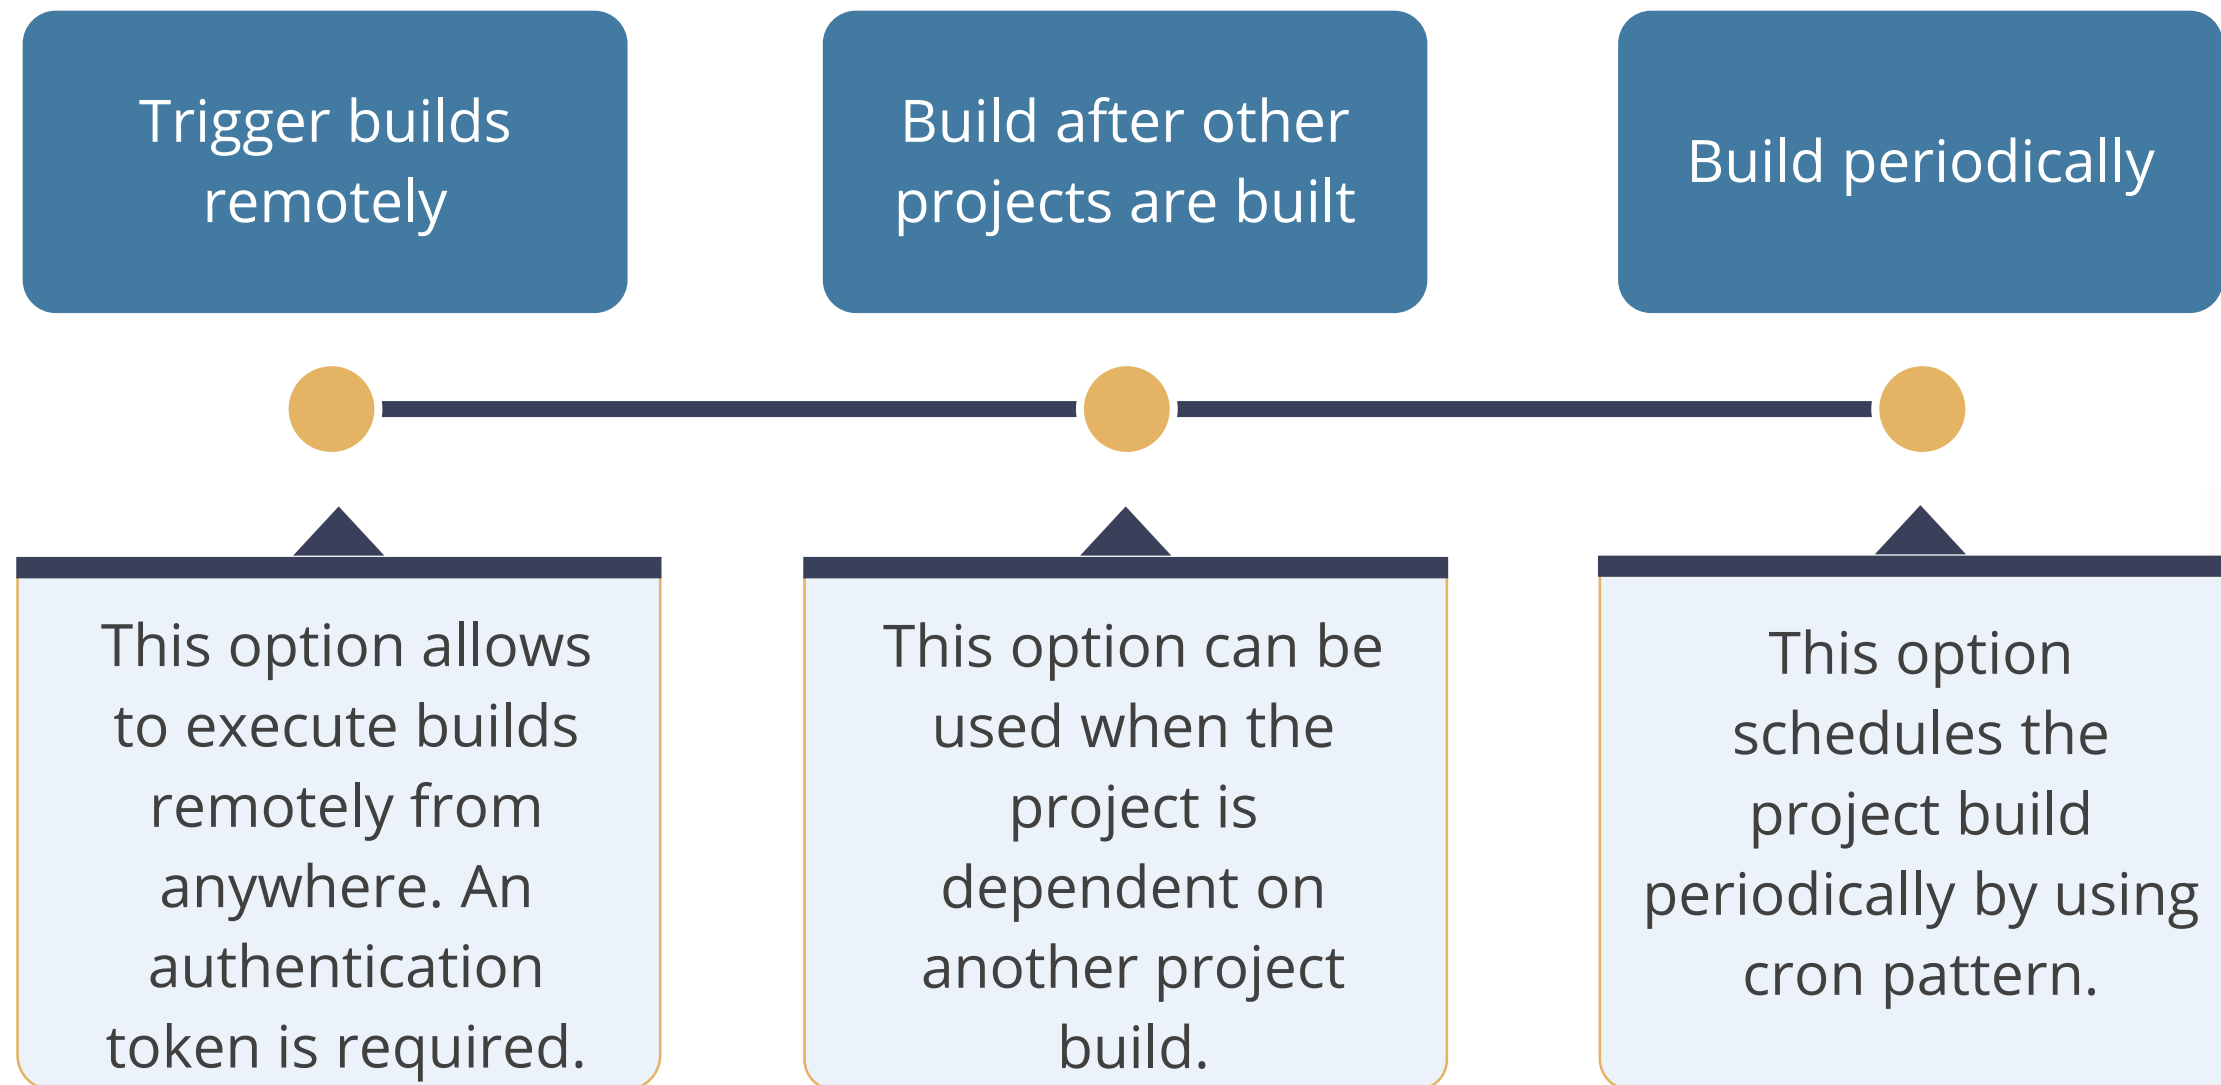 Trigger builds
remotely
Build after other
projects are built
Build periodically
This option allows
to execute builds
remotely from
anywhere. An
authentication
token is required.
This option can be
used when the
project is
dependent on
another project
build.
This option
schedules the
project build
periodically by using
cron pattern.